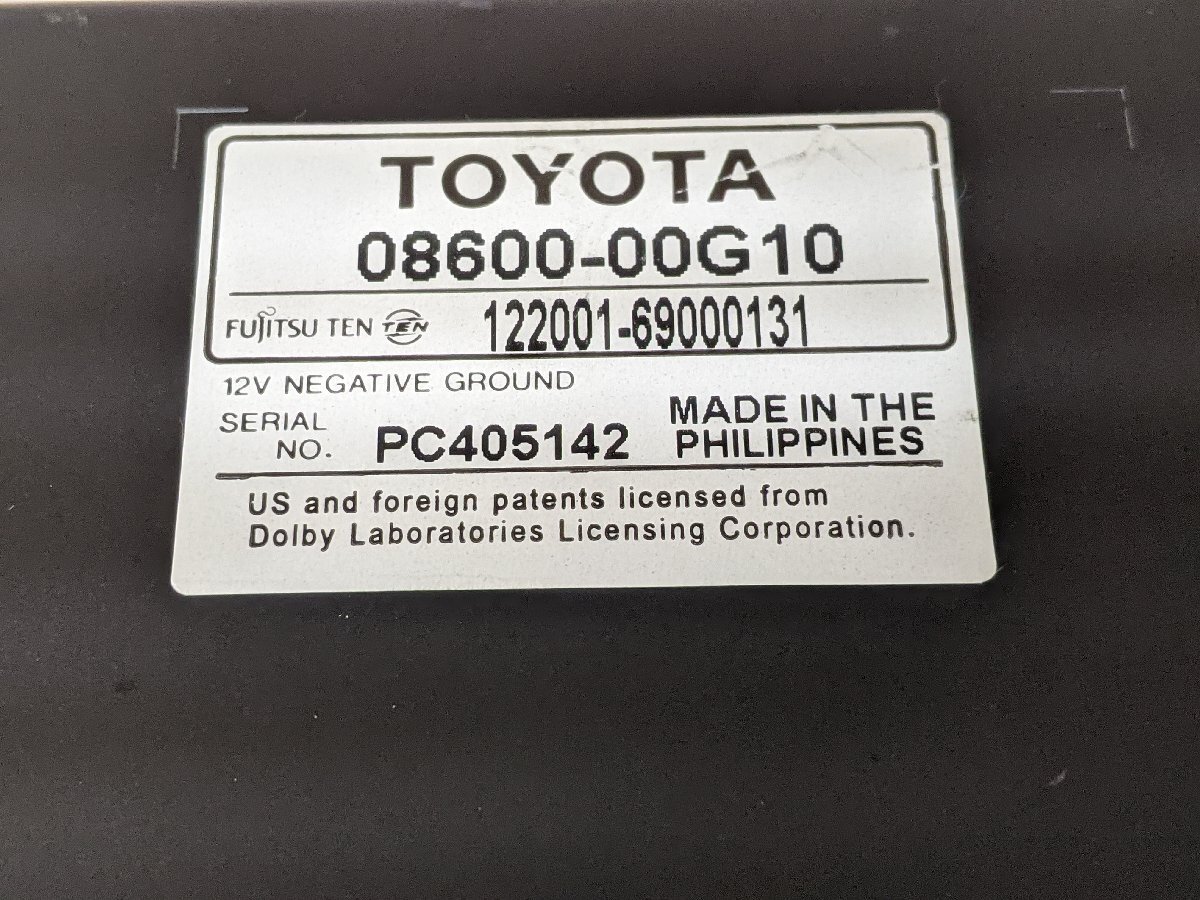 TOYOTA
08600-00G10
FUJITSU TEN TEN 122001-69000131
12V NEGATIVE GROUND
SERIAL NO. PC405142
MADE IN THE PHILIPPINES
US and foreign patents licensed from
Dolby Laboratories Licensing Corporation.